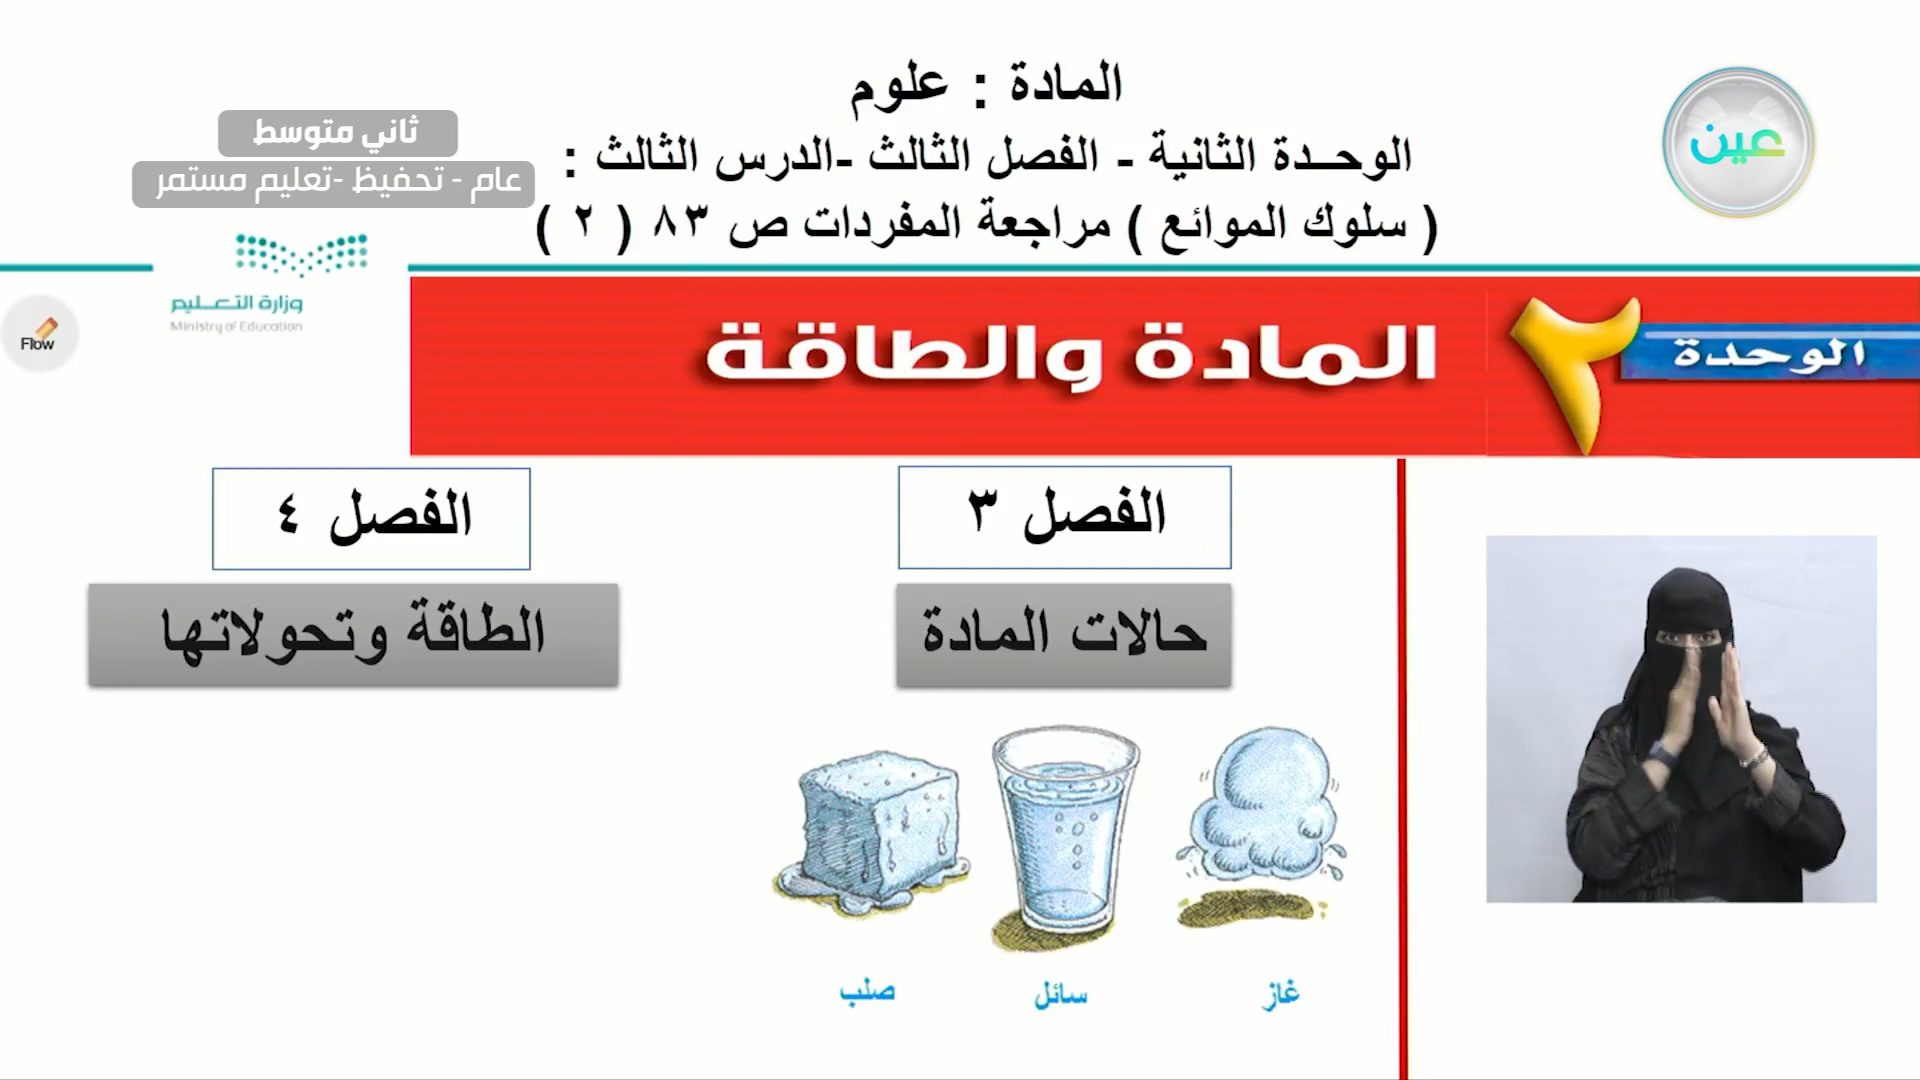 المادة : علوم
الوحـدة الثانية - الفصل الثالث -الدرس الثالث :
( سلوك الموائع ) مراجعة المفردات ص ٨٣ ( ٢ )
عين
ثاني متوسط
عام - تحفيظ -تعليم مستمر
وزارة التعـليم
Ministry of Education
Flow
الوحدة ٢
المادة والطاقة
الفصل ٣
حالات المادة
غاز
سائل
صلب
الفصل ٤
الطاقة وتحولاتها